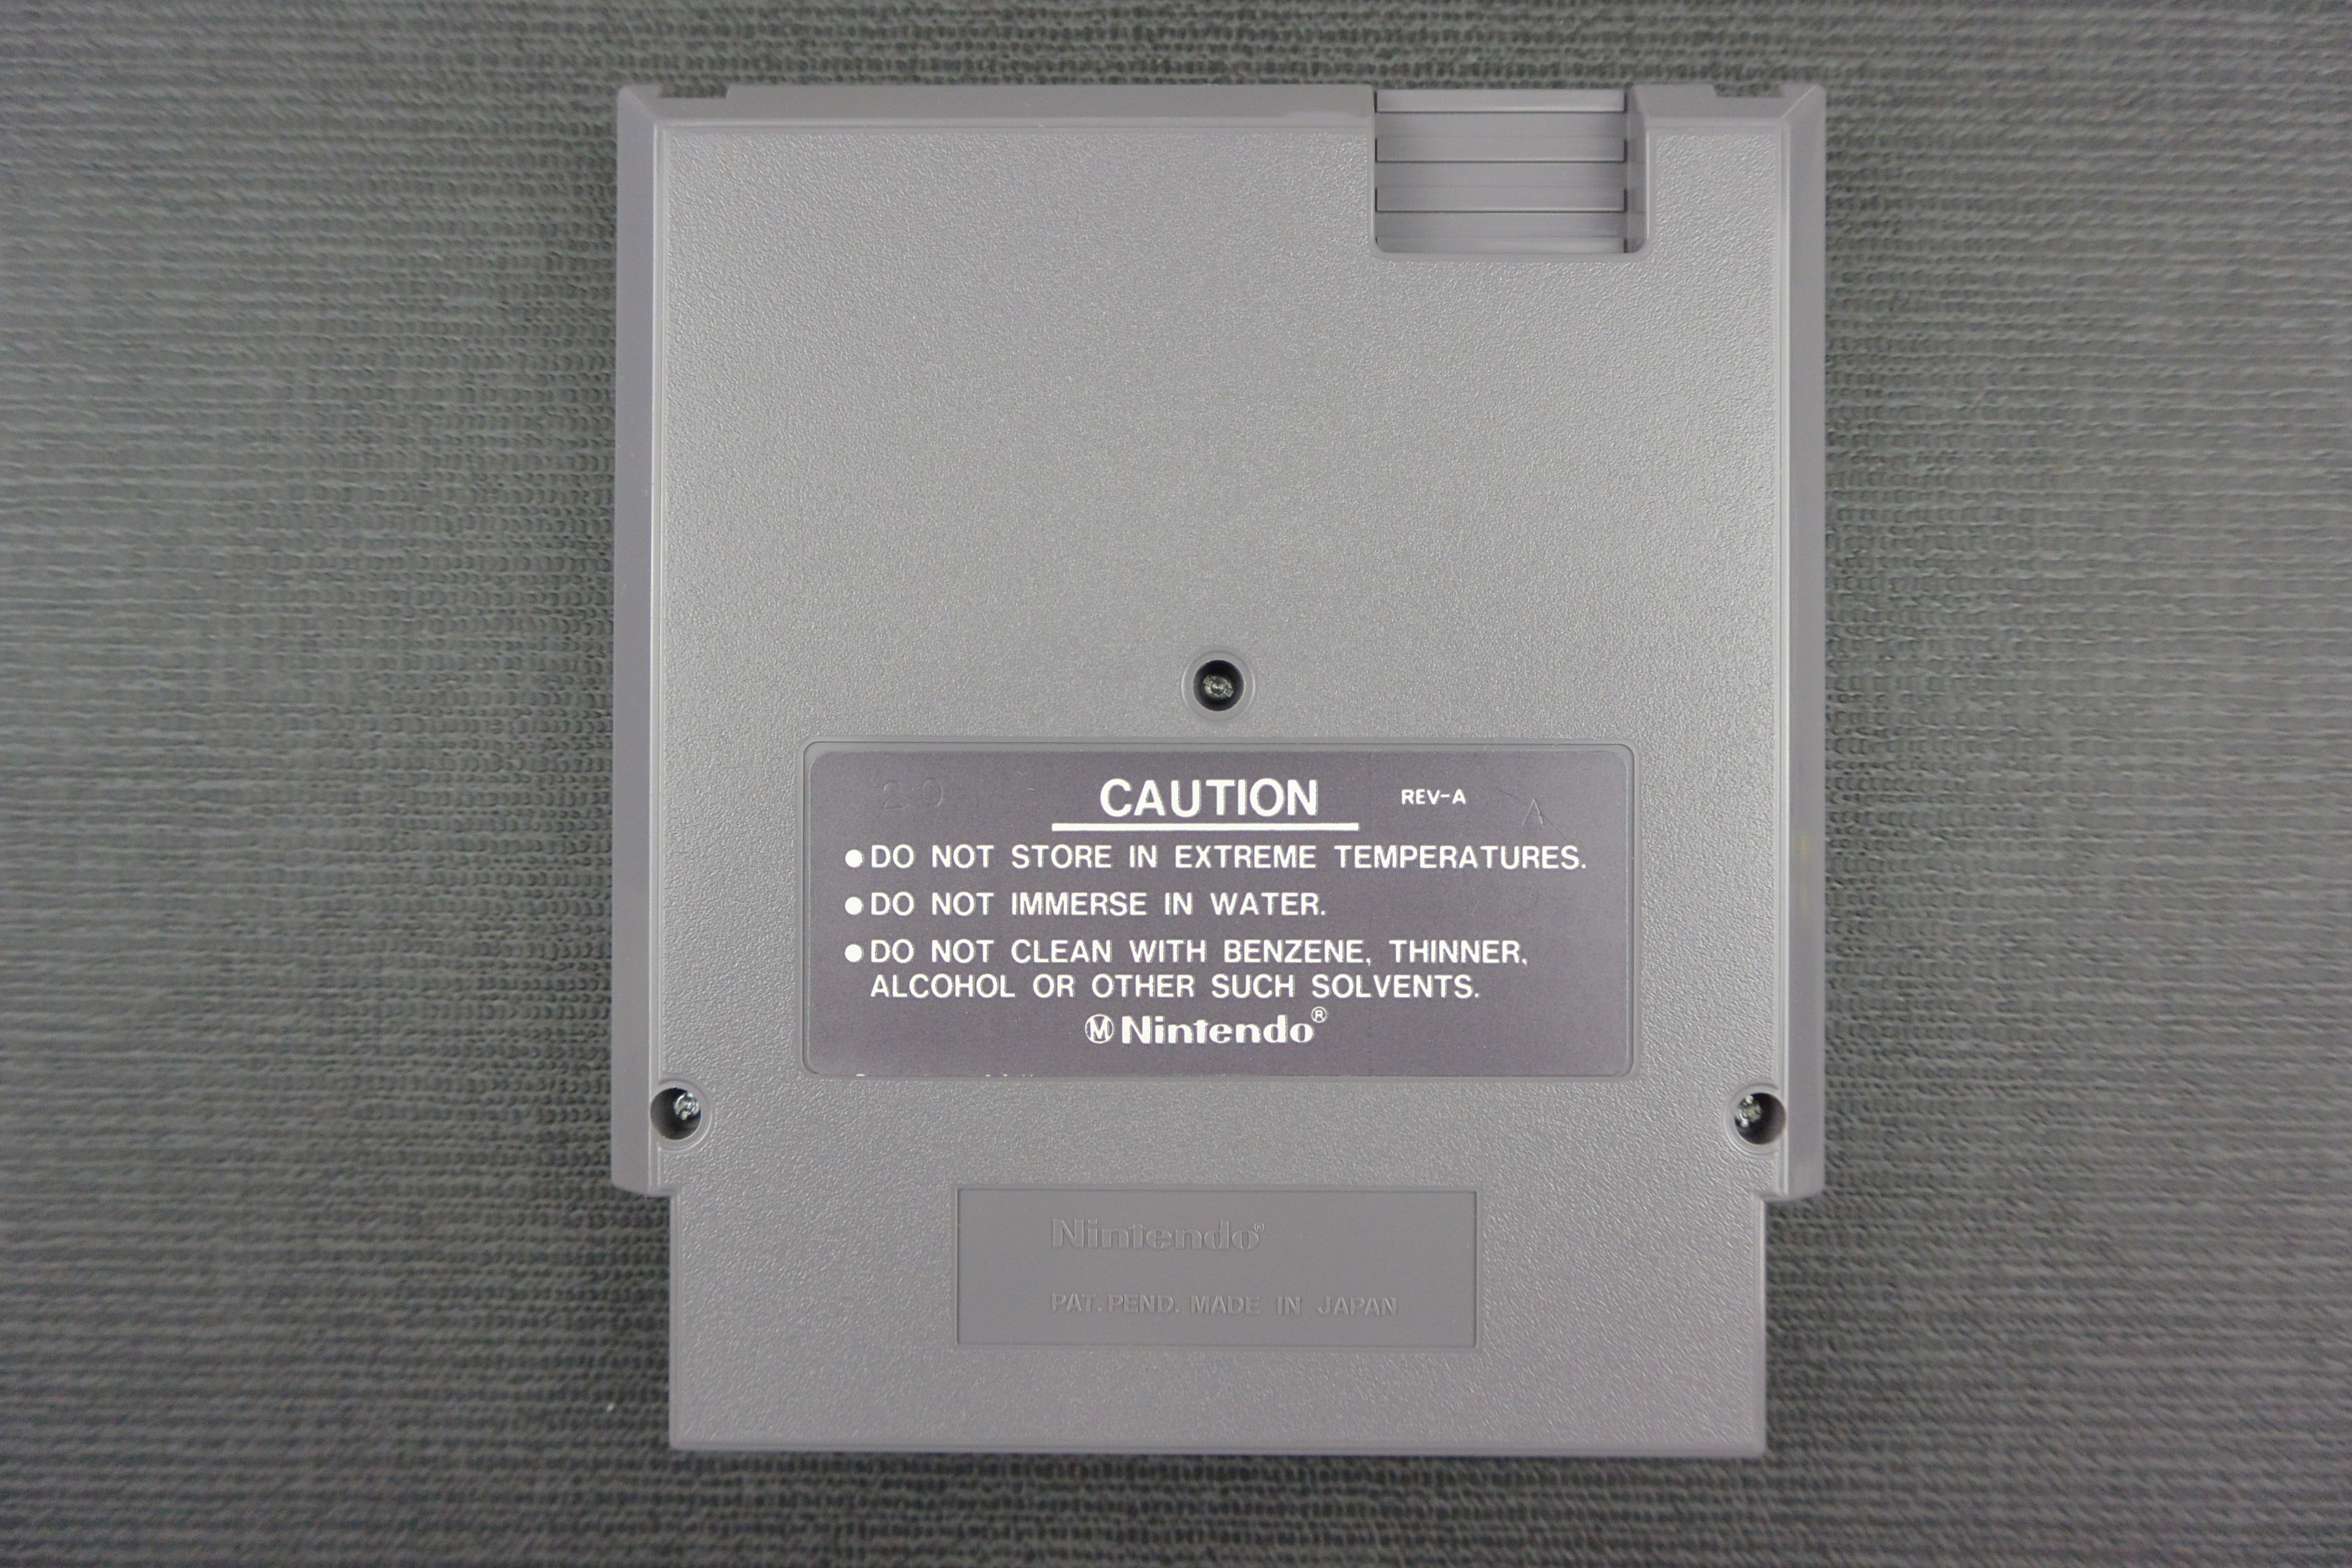 20
CAUTION REV-A A
●DO NOT STORE IN EXTREME TEMPERATURES.
●DO NOT IMMERSE IN WATER.
●DO NOT CLEAN WITH BENZENE, THINNER,
ALCOHOL OR OTHER SUCH SOLVENTS.
Ⓜ Nintendo®
Nintendo®
PAT. PEND. MADE IN JAPAN